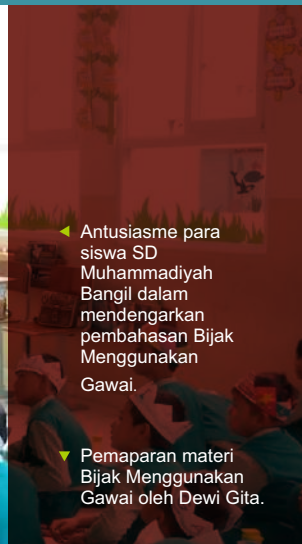 Antusiasme para
siswa SD
Muhammadiyah
Bangil dalam
mendengarkan
pembahasan Bijak
Menggunakan
Gawai.
Pemaparan materi
Bijak Menggunakan
Gawai oleh Dewi Gita.